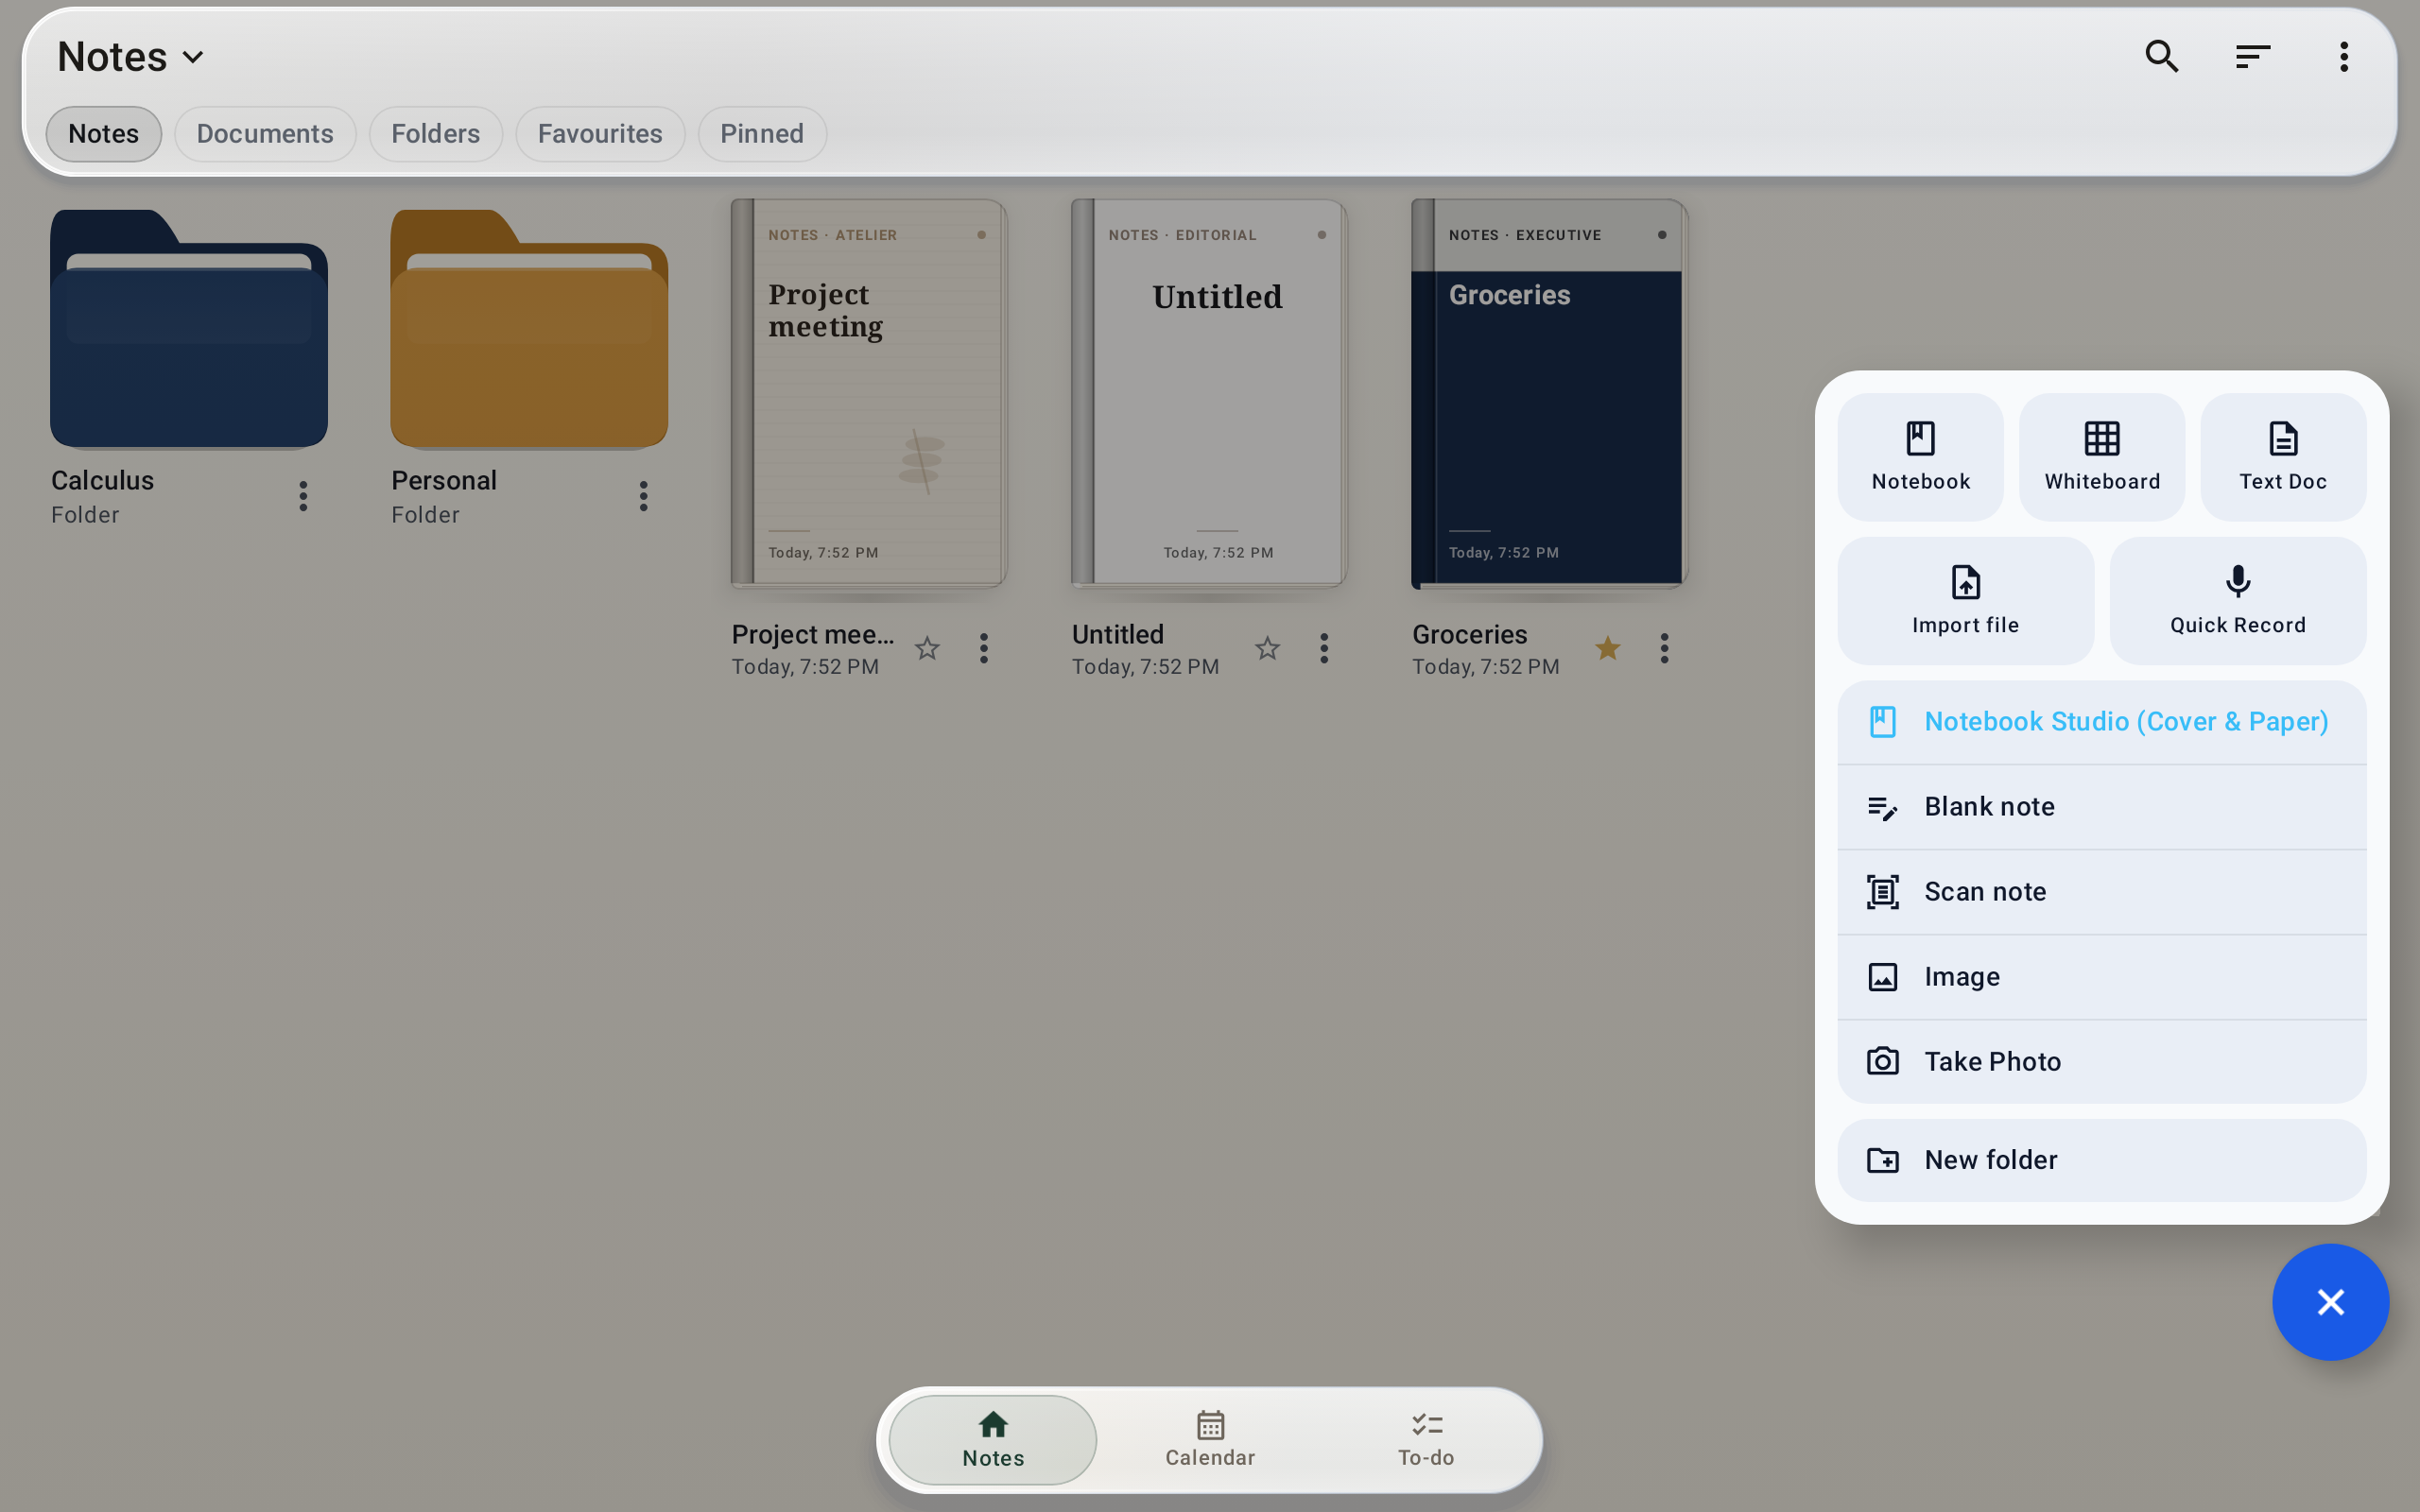 Notes
Notes
Documents
Folders
Favourites
Pinned
Calculus
Folder
Personal
Folder
NOTES · ATELIER
Project
meeting
Today, 7:52 PM
Project mee...
Today, 7:52 PM
NOTES · EDITORIAL
Untitled
Today, 7:52 PM
Untitled
Today, 7:52 PM
NOTES · EXECUTIVE
Groceries
Today, 7:52 PM
Groceries
Today, 7:52 PM
Notebook
Whiteboard
Text Doc
Import file
Quick Record
Notebook Studio (Cover & Paper)
Blank note
Scan note
Image
Take Photo
New folder
Notes
Calendar
To-do